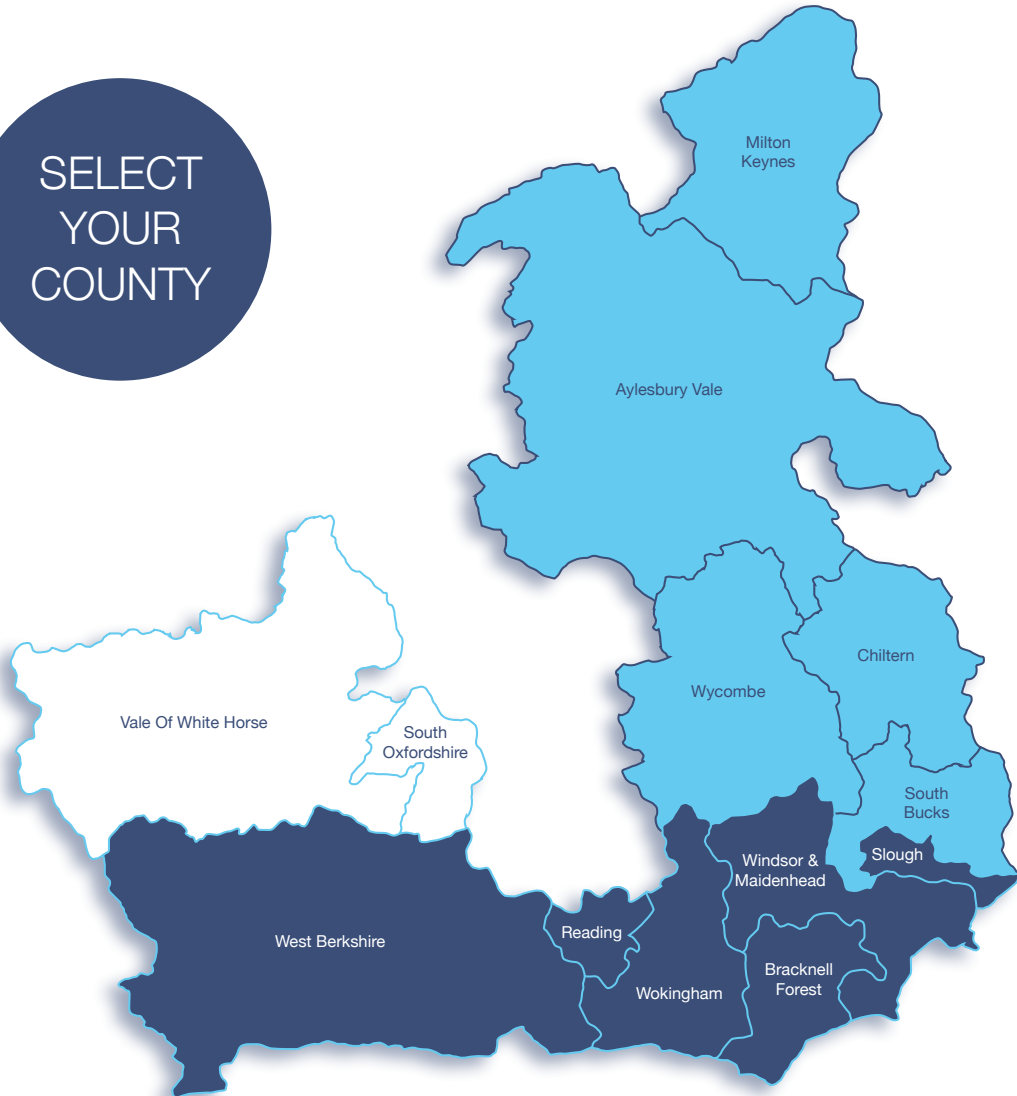 SELECT
YOUR
COUNTY
Milton
Keynes
Aylesbury Vale
Chiltern
Wycombe
Vale Of White Horse
South
Oxfordshire
South
Bucks
Slough
Windsor &
Maidenhead
Reading
West Berkshire
Bracknell
Forest
Wokingham